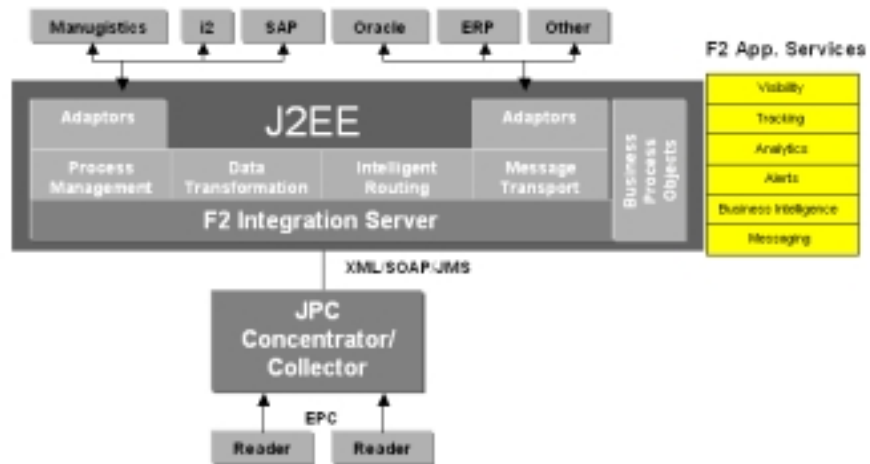 Manugistics
i2
SAP
Oracle
ERP
Other
F2 App. Services
Visibility
Tracking
Analytics
Alerts
Business Intelligence
Messaging
Adaptors
J2EE
Adaptors
Process
Management
Data
Transformation
Intelligent
Routing
Message
Transport
Business
Process
Objects
F2 Integration Server
XML/SOAP/JMS
JPC
Concentrator/
Collector
EPC
Reader
Reader